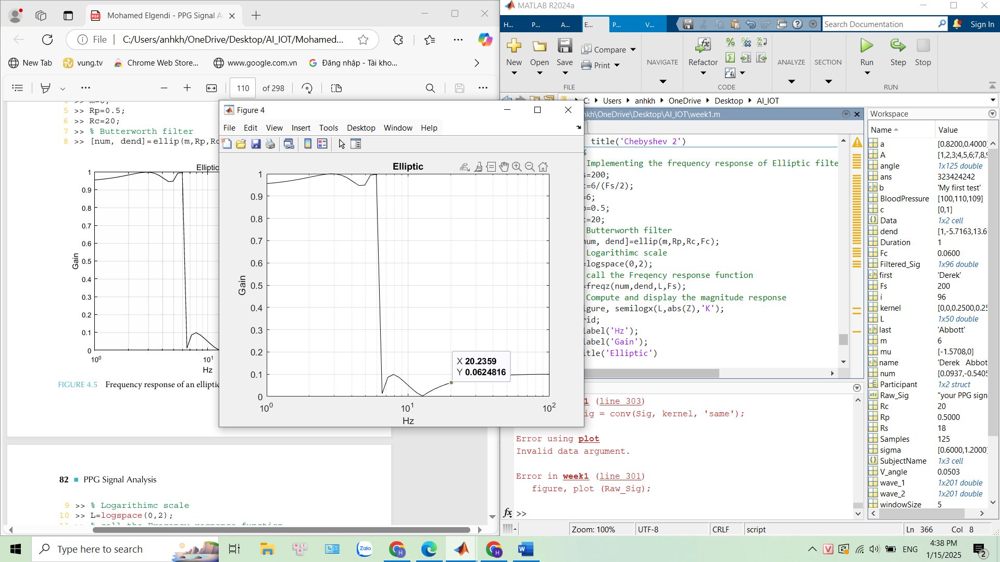 Mohamed Elgendi - PPG Signal A
File
C:/Users/anhkh/OneDrive/Desktop/AI_IOT/Mohamed...
New Tab
vung.tv
Chrome Web Store...
www.google.com.vn
Đăng nhập - Tài kho...
110 of 298
5 >> Rp=0.5;
6 >> Rc=20;
7 >> % Butterworth filter
8 >> [num, dend]=ellip(m,Rp,Rc
Elliptic
1
0.9
0.8
0.7
0.6
0.5
0.4
0.3
0.2
0.1
0
Gain
10^0
10^1
Hz
FIGURE 4.5 Frequency response of an elliptic
82 ■ PPG Signal Analysis
9 >> % Logarithimc scale
10 >> L=logspace(0,2);
Figure 4
File Edit View Insert Tools Desktop Window Help
Elliptic
1
0.9
0.8
0.7
0.6
0.5
0.4
0.3
0.2
0.1
0
Gain
X 20.2359
Y 0.0624816
10^0
10^1
10^2
Hz
MATLAB R2024a
H... P... A... E... P... V...
Search Documentation
Sign In
New
Open
Save
Compare
Print
FILE
NAVIGATE
Refactor
CODE
ANALYZE
SECTION
Run
Step
Stop
RUN
C: Users anhkh OneDrive Desktop AI_IOT
nkh\OneDrive\Desktop\AI_IOT\week1.m
title('Chebyshev 2')
%
Implementing the frequency response of Elliptic filte
s=200;
c=6/(Fs/2);
=6;
p=0.5;
c=20;
Butterworth filter
num, dend]=ellip(m,Rp,Rc,Fc);
Logarithimc scale
=logspace(0,2);
call the Freqency response function
=freqz(num,dend,L,Fs);
Compute and display the magnitude response
igure, semilogx(L,abs(Z),'K');
rid;
label('Hz');
label('Gain');
itle('Elliptic')
1 (line 303)
ig = conv(Sig, kernel, 'same');
Error using plot
Invalid data argument.
Error in week1 (line 301)
figure, plot (Raw_Sig);
fx >>
Workspace
Name Value
a [0.8200,0.4000]
A [1,2,3;4,5,6;7,8,9
angle 1x125 double
ans 323424242
b 'My first test'
BloodPressure [100,110,109]
c [0,1]
Data 1x2 cell
dend [1,-5.7163,13.6
Duration 1
Fc 0.0600
Filtered_Sig 1x96 double
first 'Derek'
Fs 200
i 96
kernel [0,0,0.2500,0.25
L 1x50 double
last 'Abbott'
m 6
mu [-1.5708,0]
name 'Derek Abbot
num [0.0937,-0.5405
Participant 1x2 struct
Raw_Sig "your PPG sign
Rc 20
Rp 0.5000
Rs 18
Samples 125
sigma [0.6000,1.2000]
SubjectName 1x3 cell
V_angle 0.0503
wave_1 1x201 double
wave_2 1x201 double
windowSize 5
Zoom: 100% UTF-8 CRLF script Ln 366 Col 8
Type here to search
Zalo
ENG
4:38 PM
1/15/2025
2